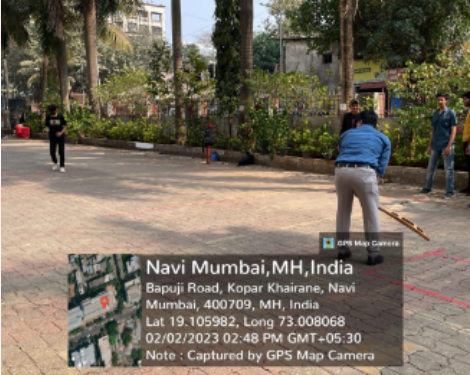 GPS Map Camera
Navi Mumbai,MH,India
Bapuji Road, Kopar Khairane, Navi
Mumbai, 400709, MH, India
Lat 19.105982, Long 73.008068
02/02/2023 02:48 PM GMT+05:30
Note : Captured by GPS Map Camera